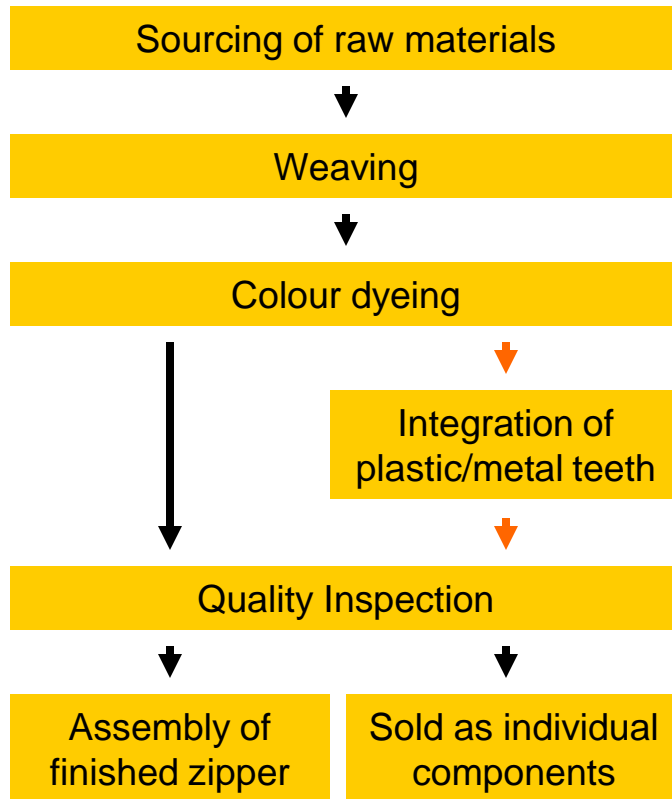 Sourcing of raw materials
Weaving
Colour dyeing
Integration of
plastic/metal teeth
Quality Inspection
Assembly of
finished zipper
Sold as individual
components